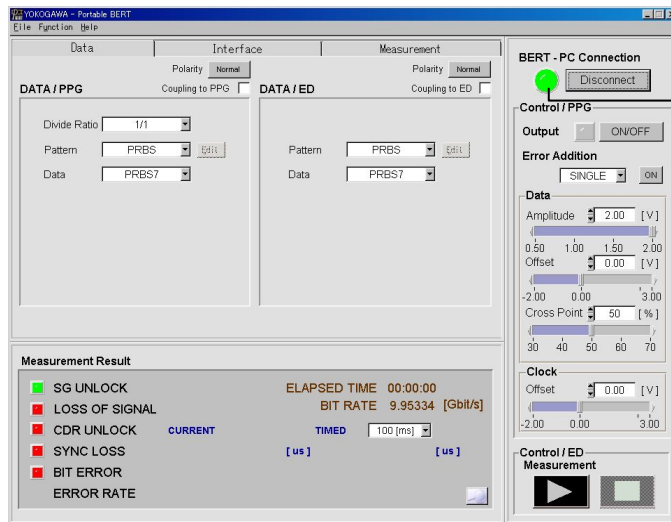 YOKOGAWA - Portable BERT
File Function Help
Data Interface Measurement
Polarity Normal Polarity Normal
DATA / PPG Coupling to PPG DATA / ED Coupling to ED
Divide Ratio 1/1
Pattern PRBS Edit Pattern PRBS Edit
Data PRBS7 Data PRBS7
BERT - PC Connection
Disconnect
Control / PPG
Output ON/OFF
Error Addition
SINGLE ON
Data
Amplitude 2.00 [V]
0.50 1.00 1.50 2.00
Offset 0.00 [V]
-2.00 0.00 3.00
Cross Point 50 [%]
30 40 50 60 70
Clock
Offset 0.00 [V]
-2.00 0.00 3.00
Control / ED
Measurement
Measurement Result
SG UNLOCK ELAPSED TIME 00:00:00
LOSS OF SIGNAL BIT RATE 9.95334 [Gbit/s]
CDR UNLOCK CURRENT TIMED 100 [ms]
SYNC LOSS [us] [us]
BIT ERROR
ERROR RATE